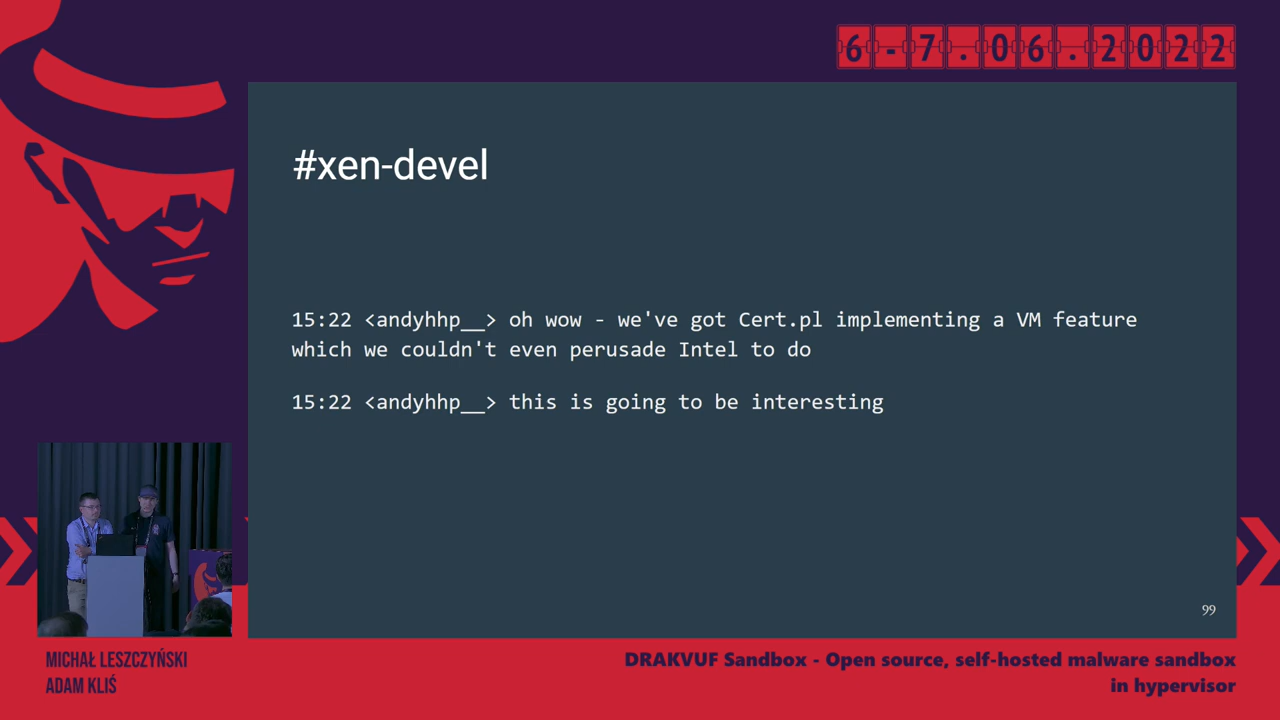 6-7.06.2022
#xen-devel
15:22 <andyhhp__> oh wow - we've got Cert.pl implementing a VM feature
which we couldn't even perusade Intel to do
15:22 <andyhhp__> this is going to be interesting
99
MICHAŁ LESZCZYŃSKI
ADAM KLIŚ
DRAKVUF Sandbox - Open source, self-hosted malware sandbox
in hypervisor